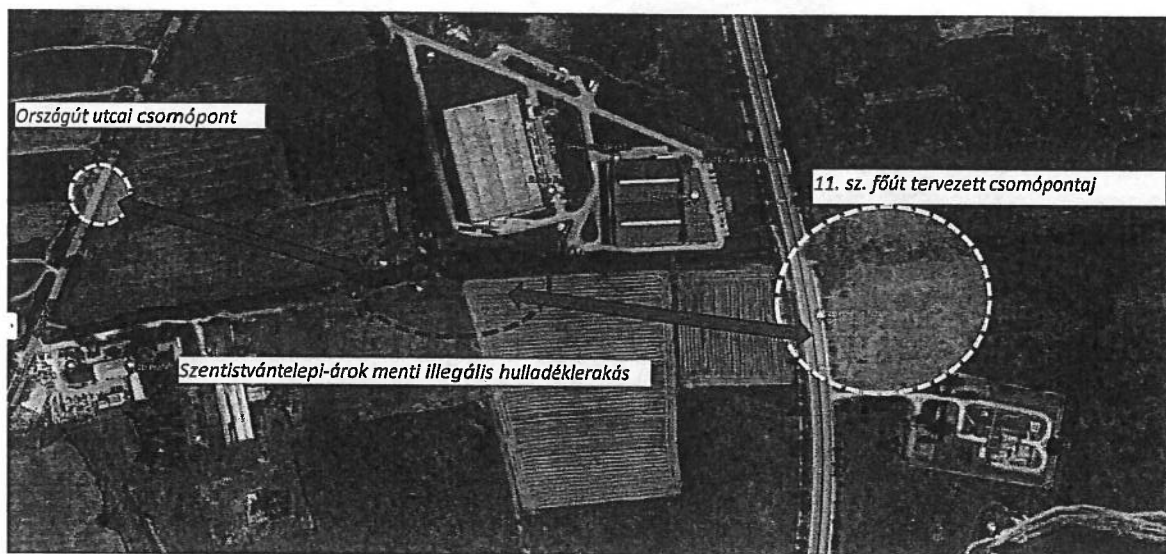 Országút utcai csomópont
11. sz. főút tervezett csomópontaj
Szentistvántelepi-árok menti illegális hulladéklerakás